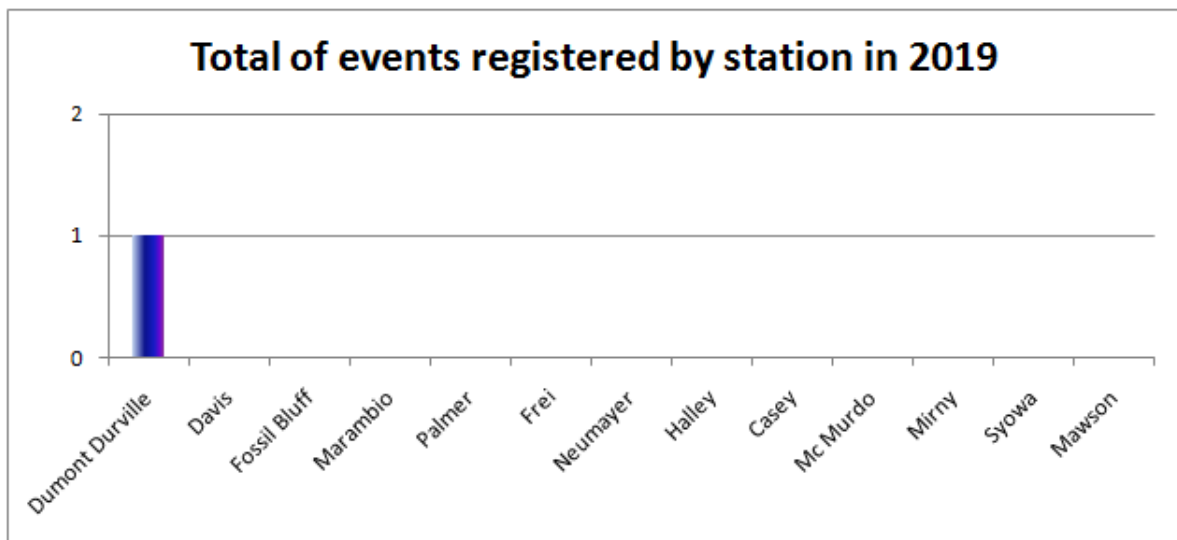 Total of events registered by station in 2019
2
1
0
Dumont Durville
Davis
Fossil Bluff
Marambio
Palmer
Frei
Neumayer
Halley
Casey
Mc Murdo
Mirny
Syowa
Mawson